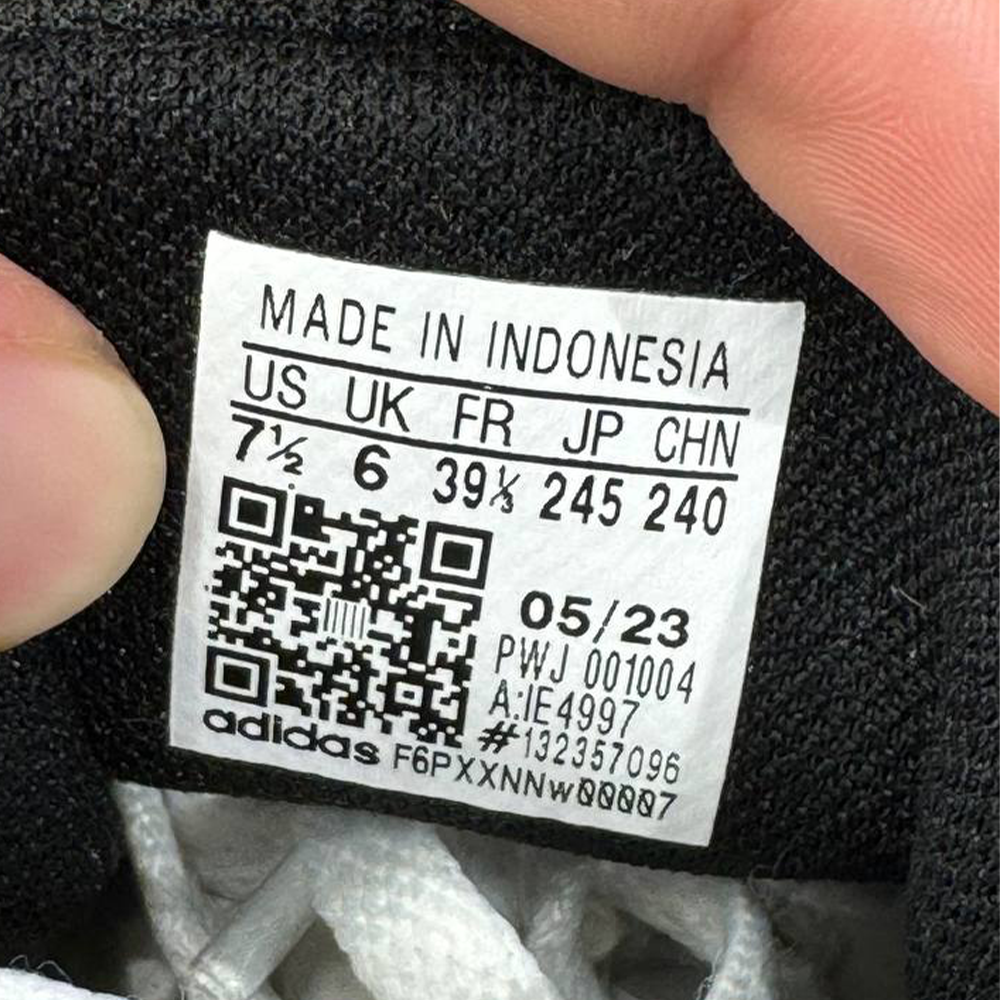 MADE IN INDONESIA
US UK FR JP CHN
7½ 6 39⅓ 245 240
05/23
PWJ 001004
A:IE4997
#132357096
adidas F6PXXNNw00007